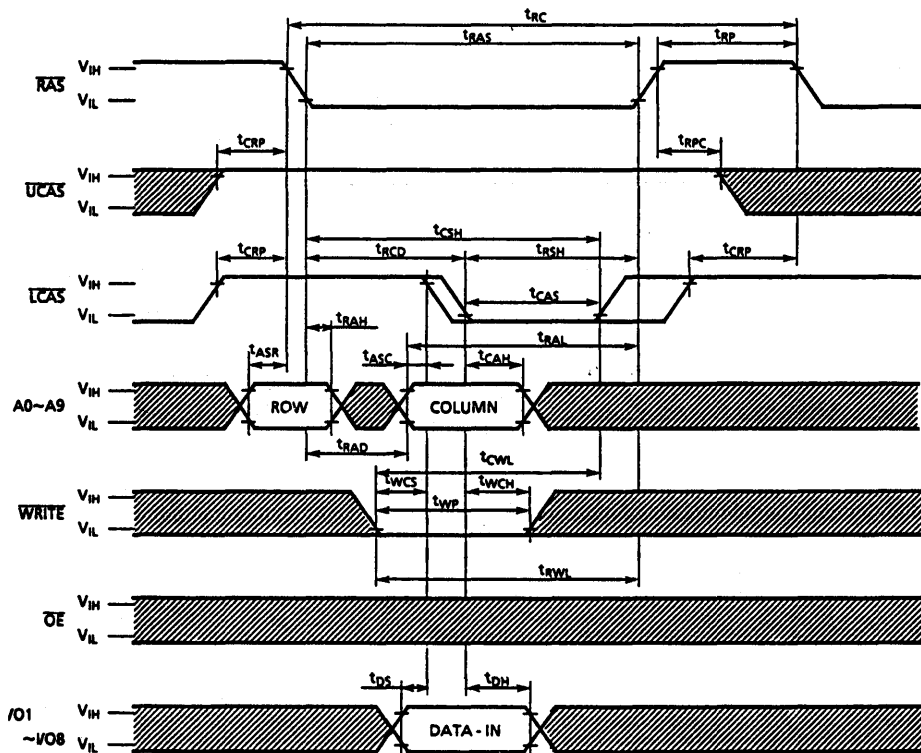 tRC
tRAS
tRP
RAS
VIH
VIL
tCRP
tRPC
UCAS
VIH
VIL
tCSH
tCRP
tRCD
tRSH
tCRP
LCAS
VIH
VIL
tCAS
tRAH
tRAL
tASR
tASC
tCAH
A0~A9
VIH
VIL
ROW
COLUMN
tRAD
tCWL
tWCS
tWCH
WRITE
VIH
VIL
tWP
tRWL
OE
VIH
VIL
tDS
tDH
/O1
~I/O8
VIH
VIL
DATA - IN